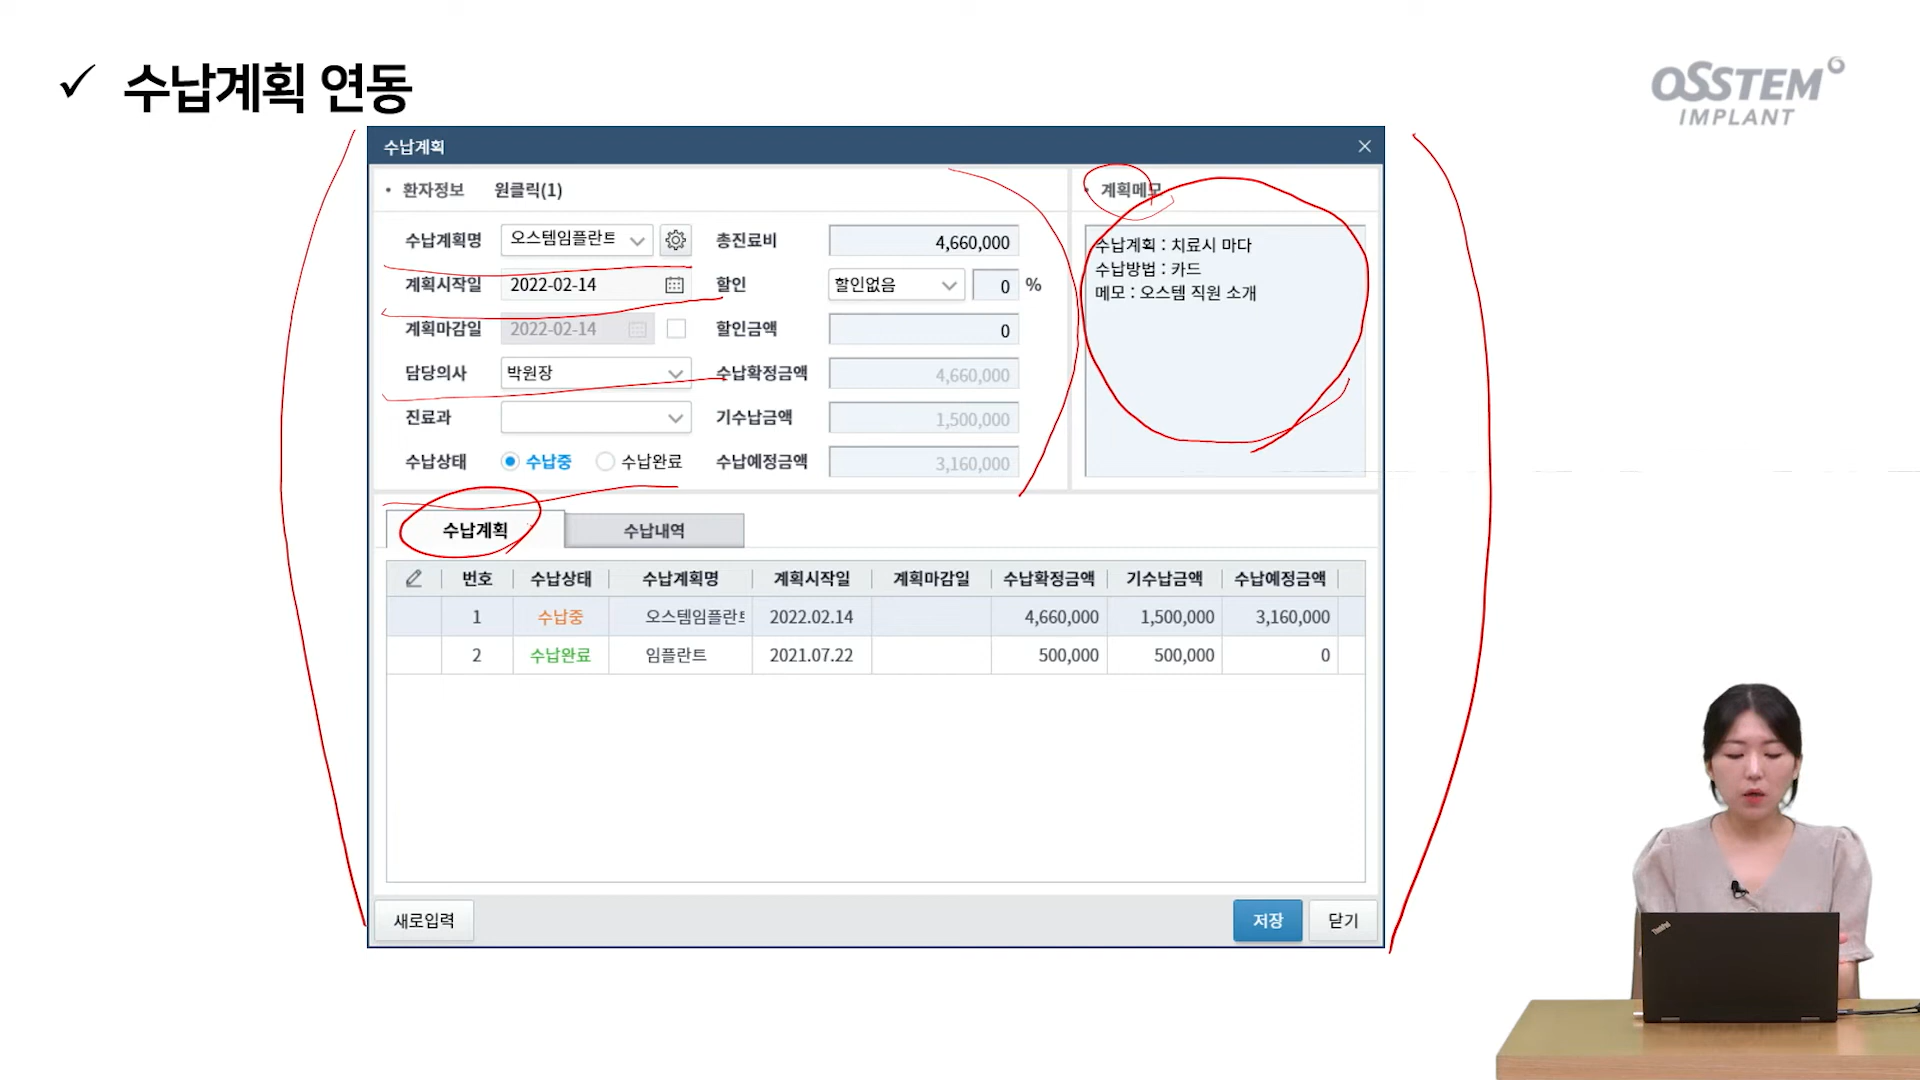 ✓ 수납계획 연동
OSSTEM
IMPLANT
수납계획
• 환자정보 원클릭(1)
• 계획메모
수납계획명 오스템임플란트 총진료비 4,660,000
계획시작일 2022-02-14 할인 할인없음 0 %
계획마감일 2022-02-14 할인금액 0
담당의사 박원장 수납확정금액 4,660,000
진료과 기수납금액 1,500,000
수납상태 수납중 수납완료 수납예정금액 3,160,000
수납계획 : 치료시 마다
수납방법 : 카드
메모 : 오스템 직원 소개
수납계획 수납내역
번호 수납상태 수납계획명 계획시작일 계획마감일 수납확정금액 기수납금액 수납예정금액
1 수납중 오스템임플란트 2022.02.14 4,660,000 1,500,000 3,160,000
2 수납완료 임플란트 2021.07.22 500,000 500,000 0
새로입력 저장 닫기
ThinkPad